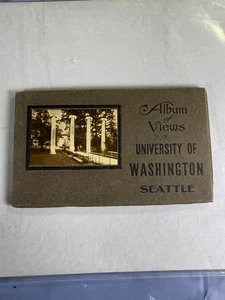 Album
of
Views
UNIVERSITY OF
WASHINGTON
SEATTLE